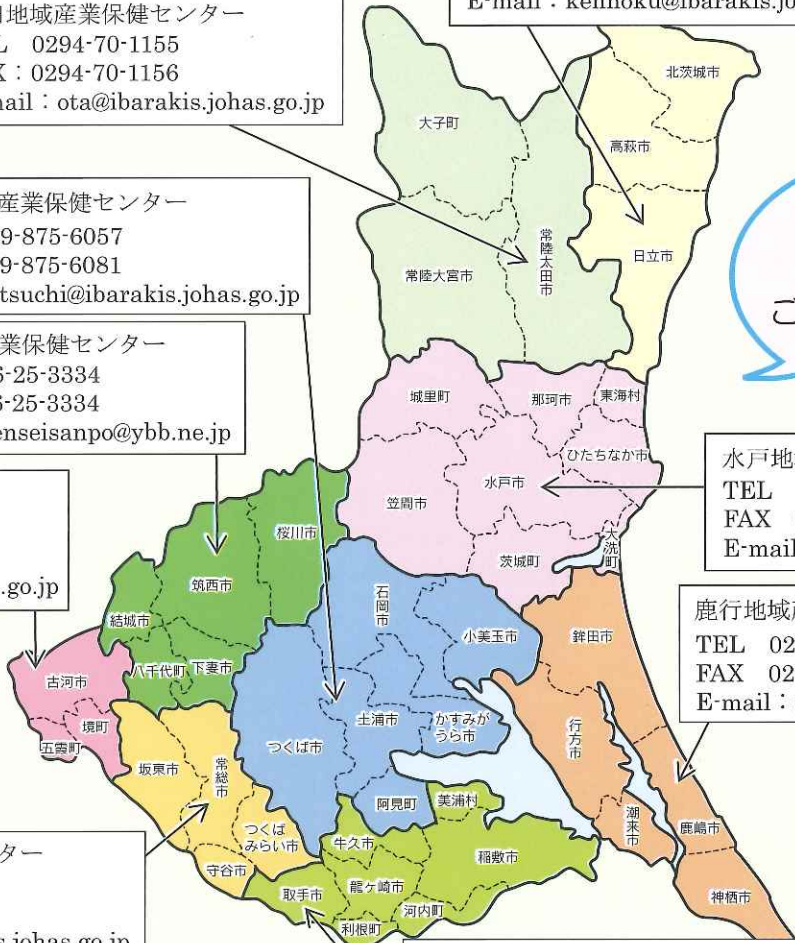 地域産業保健センター
0294-70-1155
0294-70-1156
ota@ibarakis.johas.go.jp
産業保健センター
9-875-6057
9-875-6081
tsuchi@ibarakis.johas.go.jp
業保健センター
-25-3334
-25-3334
enseisanpo@ybb.ne.jp
.go.jp
ター
s.johas.go.jp
北茨城市
大子町
高萩市
常陸太田市
日立市
常陸大宮市
城里町
那珂市
東海村
ひたちなか市
水戸市
笠間市
大洗町
茨城町
桜川市
筑西市
石岡市
結城市
小美玉市
鉾田市
八千代町
下妻市
古河市
境町
五霞町
土浦市
かすみが
うら市
つくば市
行方市
坂東市
常総市
阿見町
美浦村
潮来市
鹿嶋市
つくば
みらい市
牛久市
稲敷市
守谷市
取手市
龍ヶ崎市
神栖市
河内町
利根町
ご
水戸地
TEL
FAX
E-mail
鹿行地域産
TEL 02
FAX 02
E-mail: